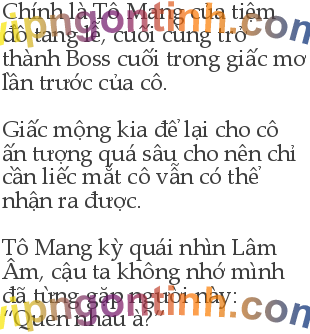 Chính là Tô Mang của tiệm
đồ tang lễ, cuối cùng trở
thành Boss cuối trong giấc mơ
lần trước của cô.
Giấc mộng kia để lại cho cô
ấn tượng quá sâu cho nên chỉ
cần liếc mắt cô vẫn có thể
nhận ra được.
Tô Mang kỳ quái nhìn Lâm
Âm, cậu ta không nhớ mình
đã từng gặp người này:
“Quen nhau à?”
vipngontinh.com
vipngontinh.com